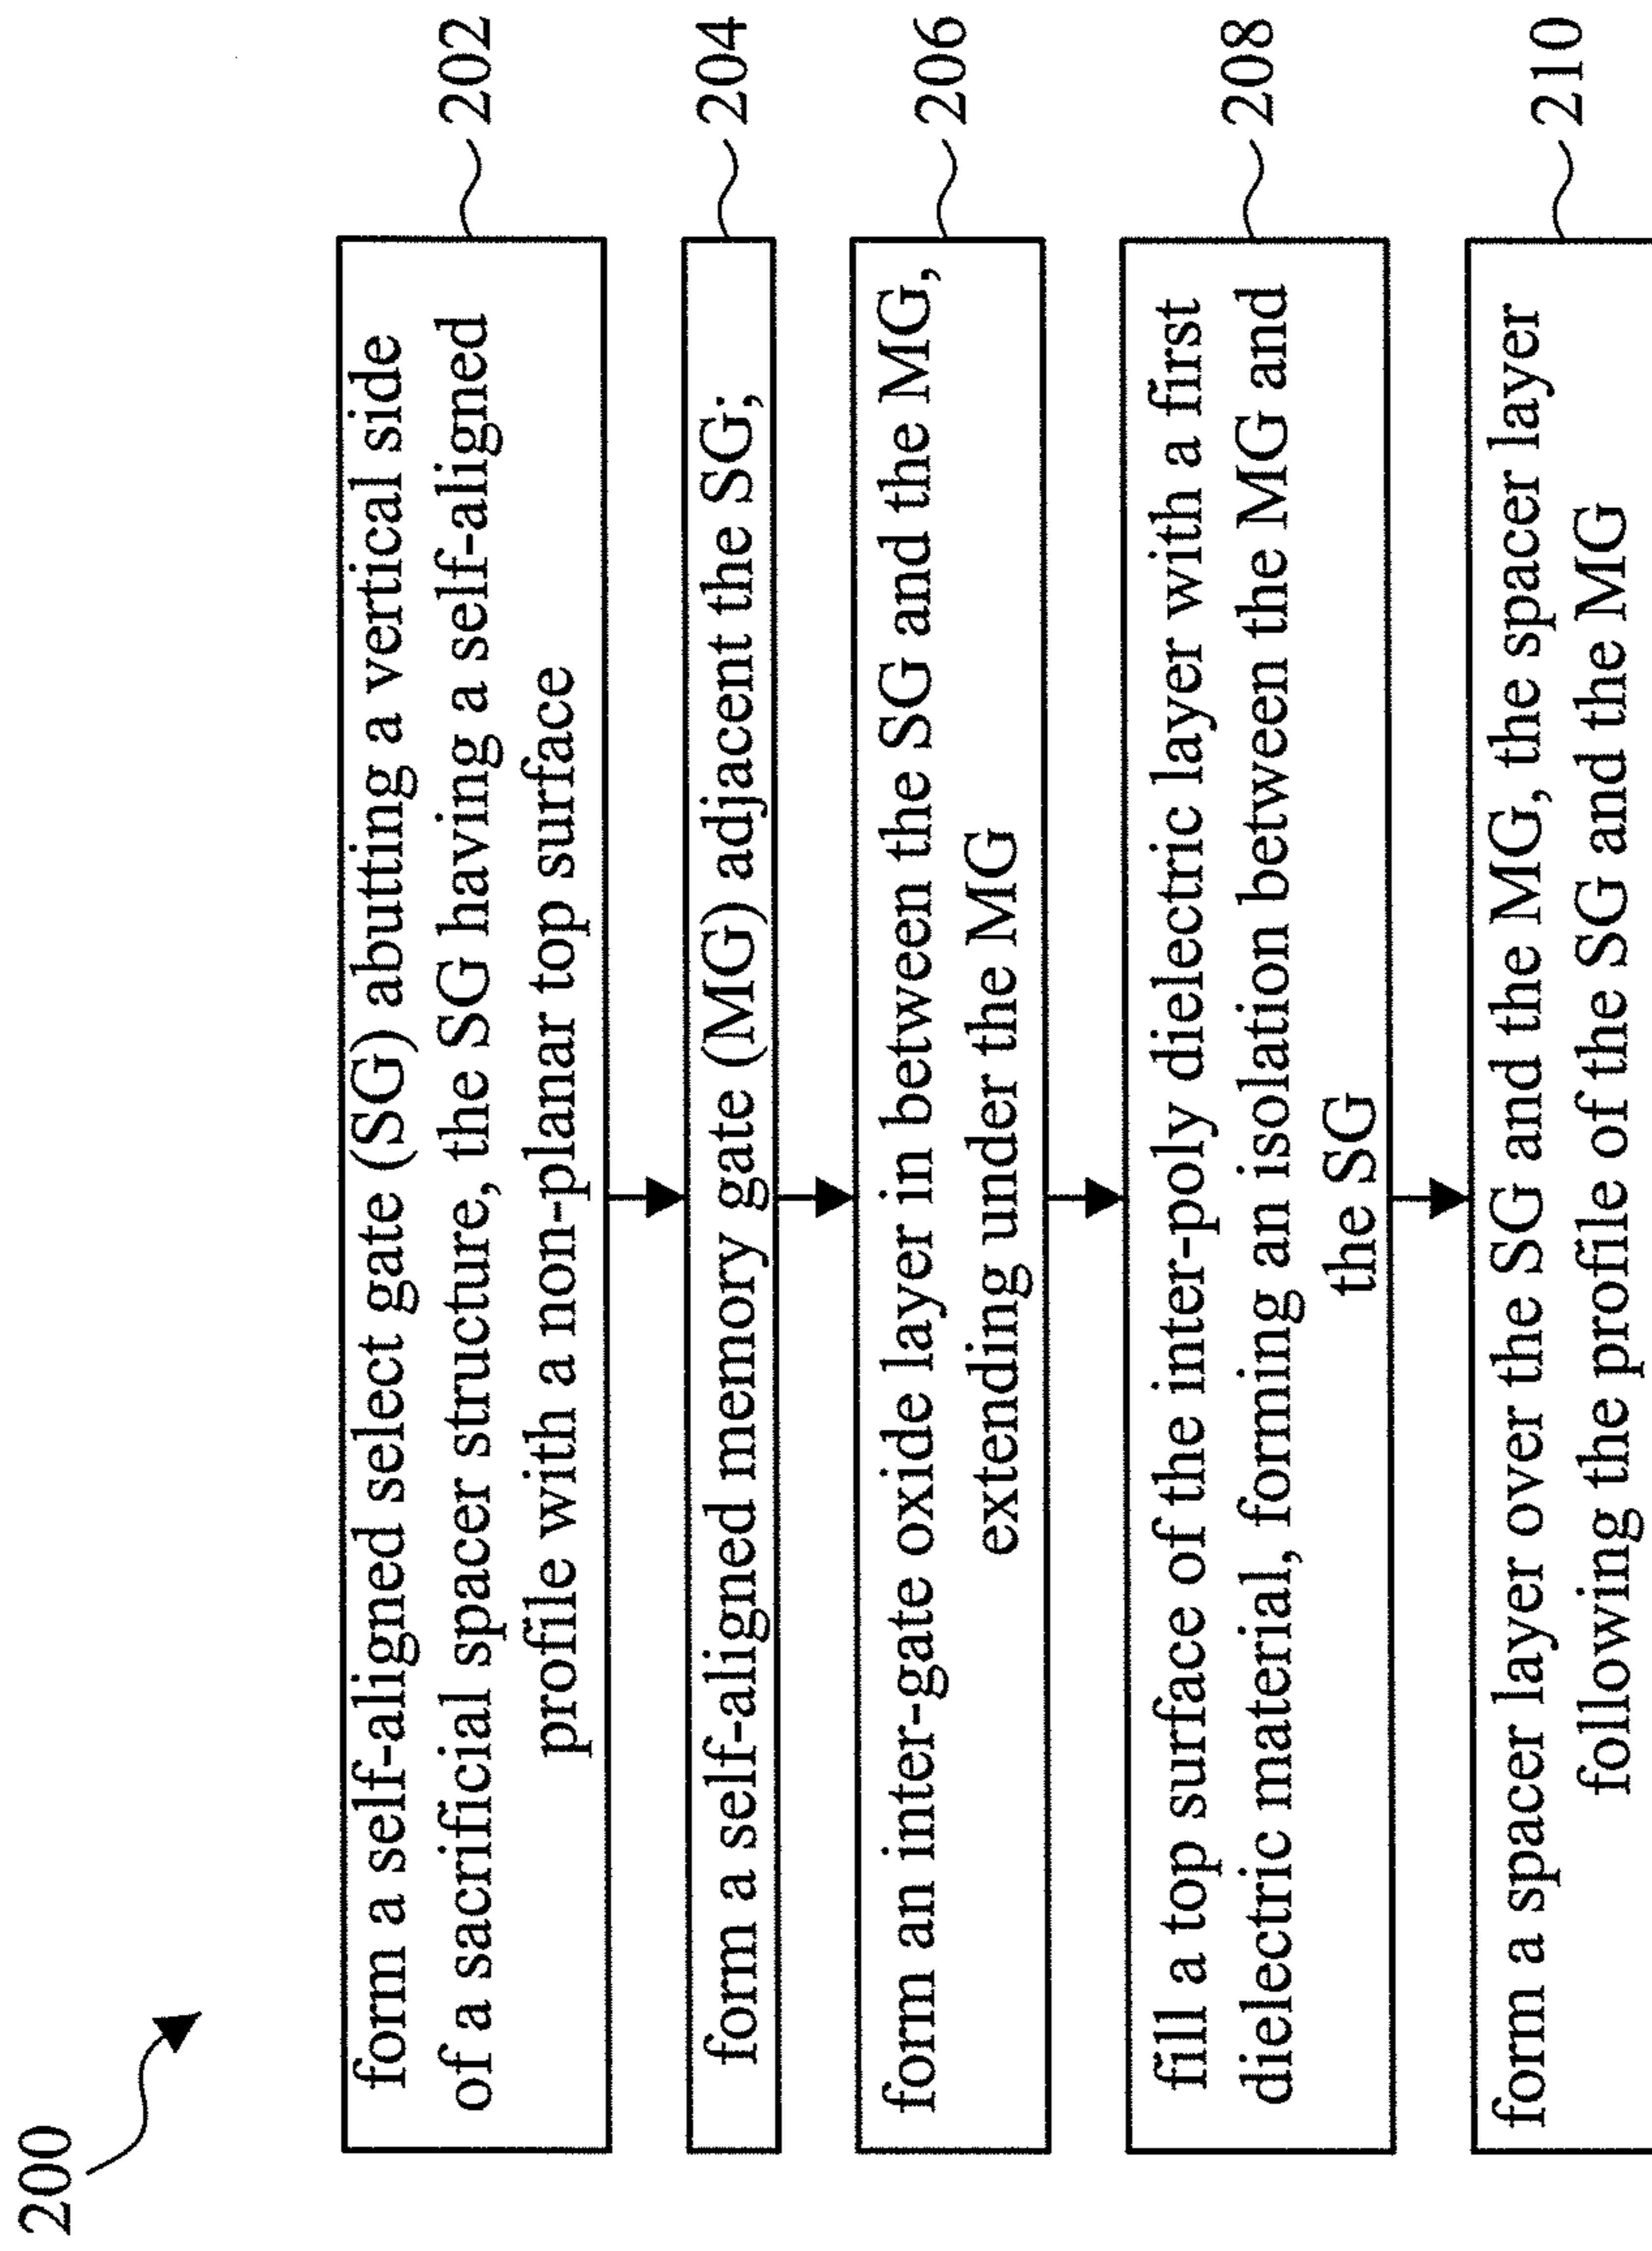 200
form a self-aligned select gate (SG) abutting a vertical side
of a sacrificial spacer structure, the SG having a self-aligned
profile with a non-planar top surface
202
form a self-aligned memory gate (MG) adjacent the SG;
204
form an inter-gate oxide layer in between the SG and the MG,
extending under the MG
206
fill a top surface of the inter-poly dielectric layer with a first
dielectric material, forming an isolation between the MG and
the SG
208
form a spacer layer over the SG and the MG, the spacer layer
following the profile of the SG and the MG
210